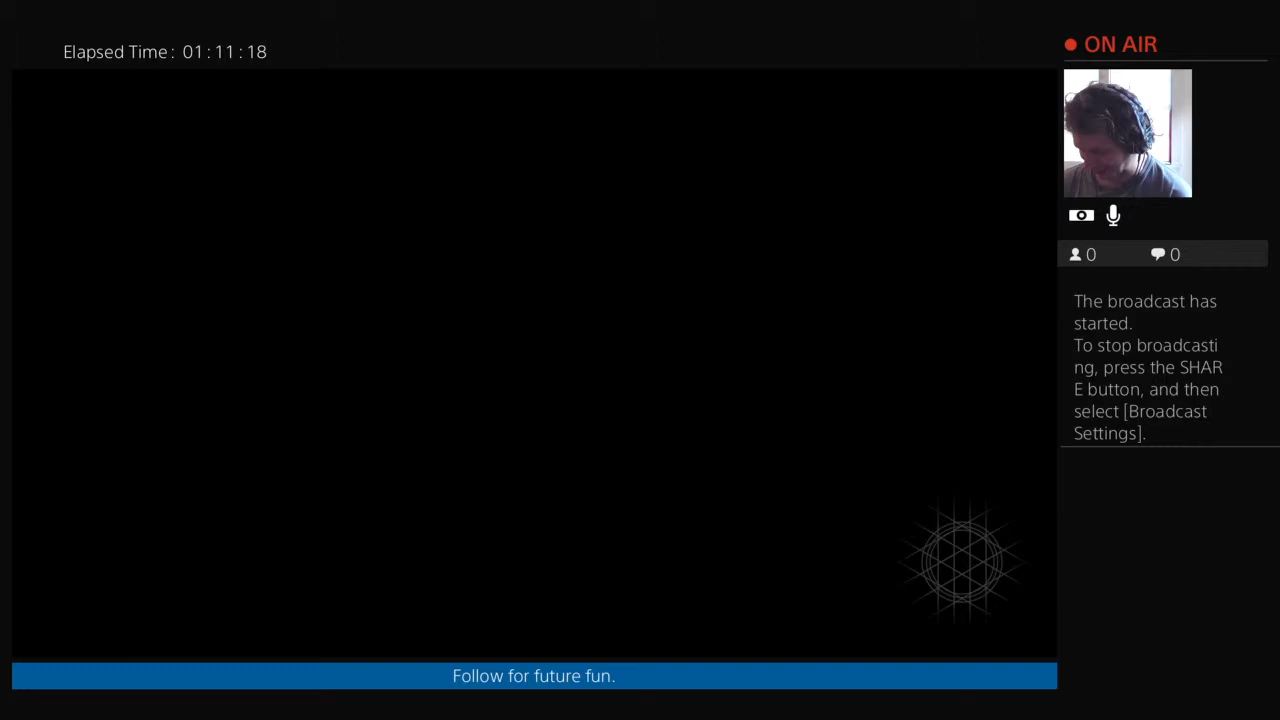 Elapsed Time: 01:11:18
ON AIR
0 0
The broadcast has
started.
To stop broadcasti
ng, press the SHAR
E button, and then
select [Broadcast
Settings].
Follow for future fun.